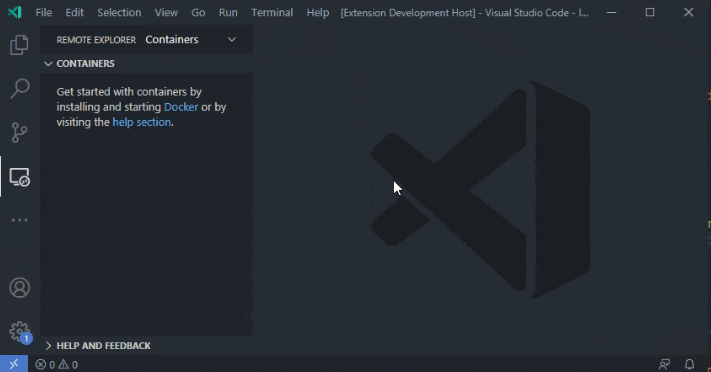 File Edit Selection View Go Run Terminal Help [Extension Development Host] - Visual Studio Code - I...
REMOTE EXPLORER Containers
CONTAINERS
Get started with containers by
installing and starting Docker or by
visiting the help section.
1
HELP AND FEEDBACK
0 0